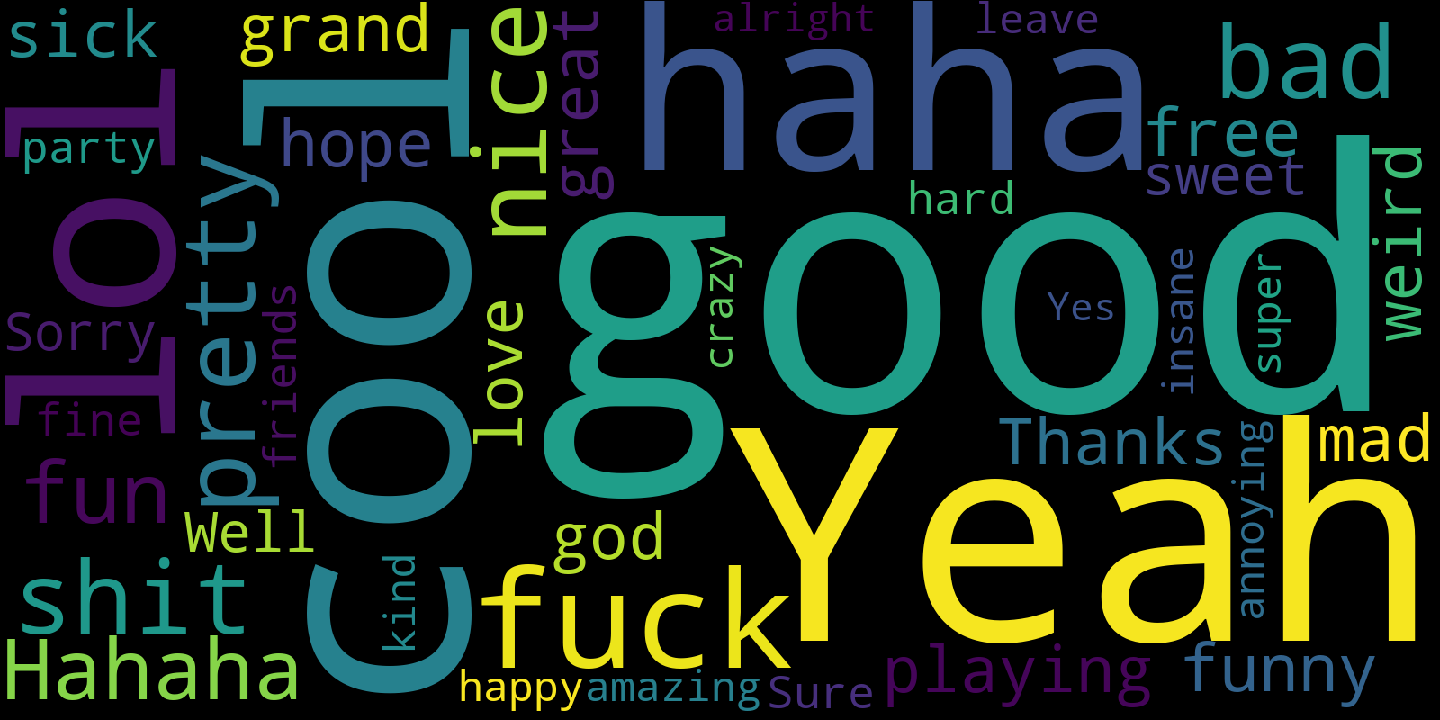 sick
grand
nice
great
haha
alright
leave
bad
lol
party
cool
hope
free
sweet
hard
weird
pretty
good
love
crazy
Yes
insane
super
Sorry
friends
fine
fun
Thanks
Yeah
annoying
mad
Well
god
shit
kind
fuck
Hahaha
happy
amazing
Sure
playing
funny